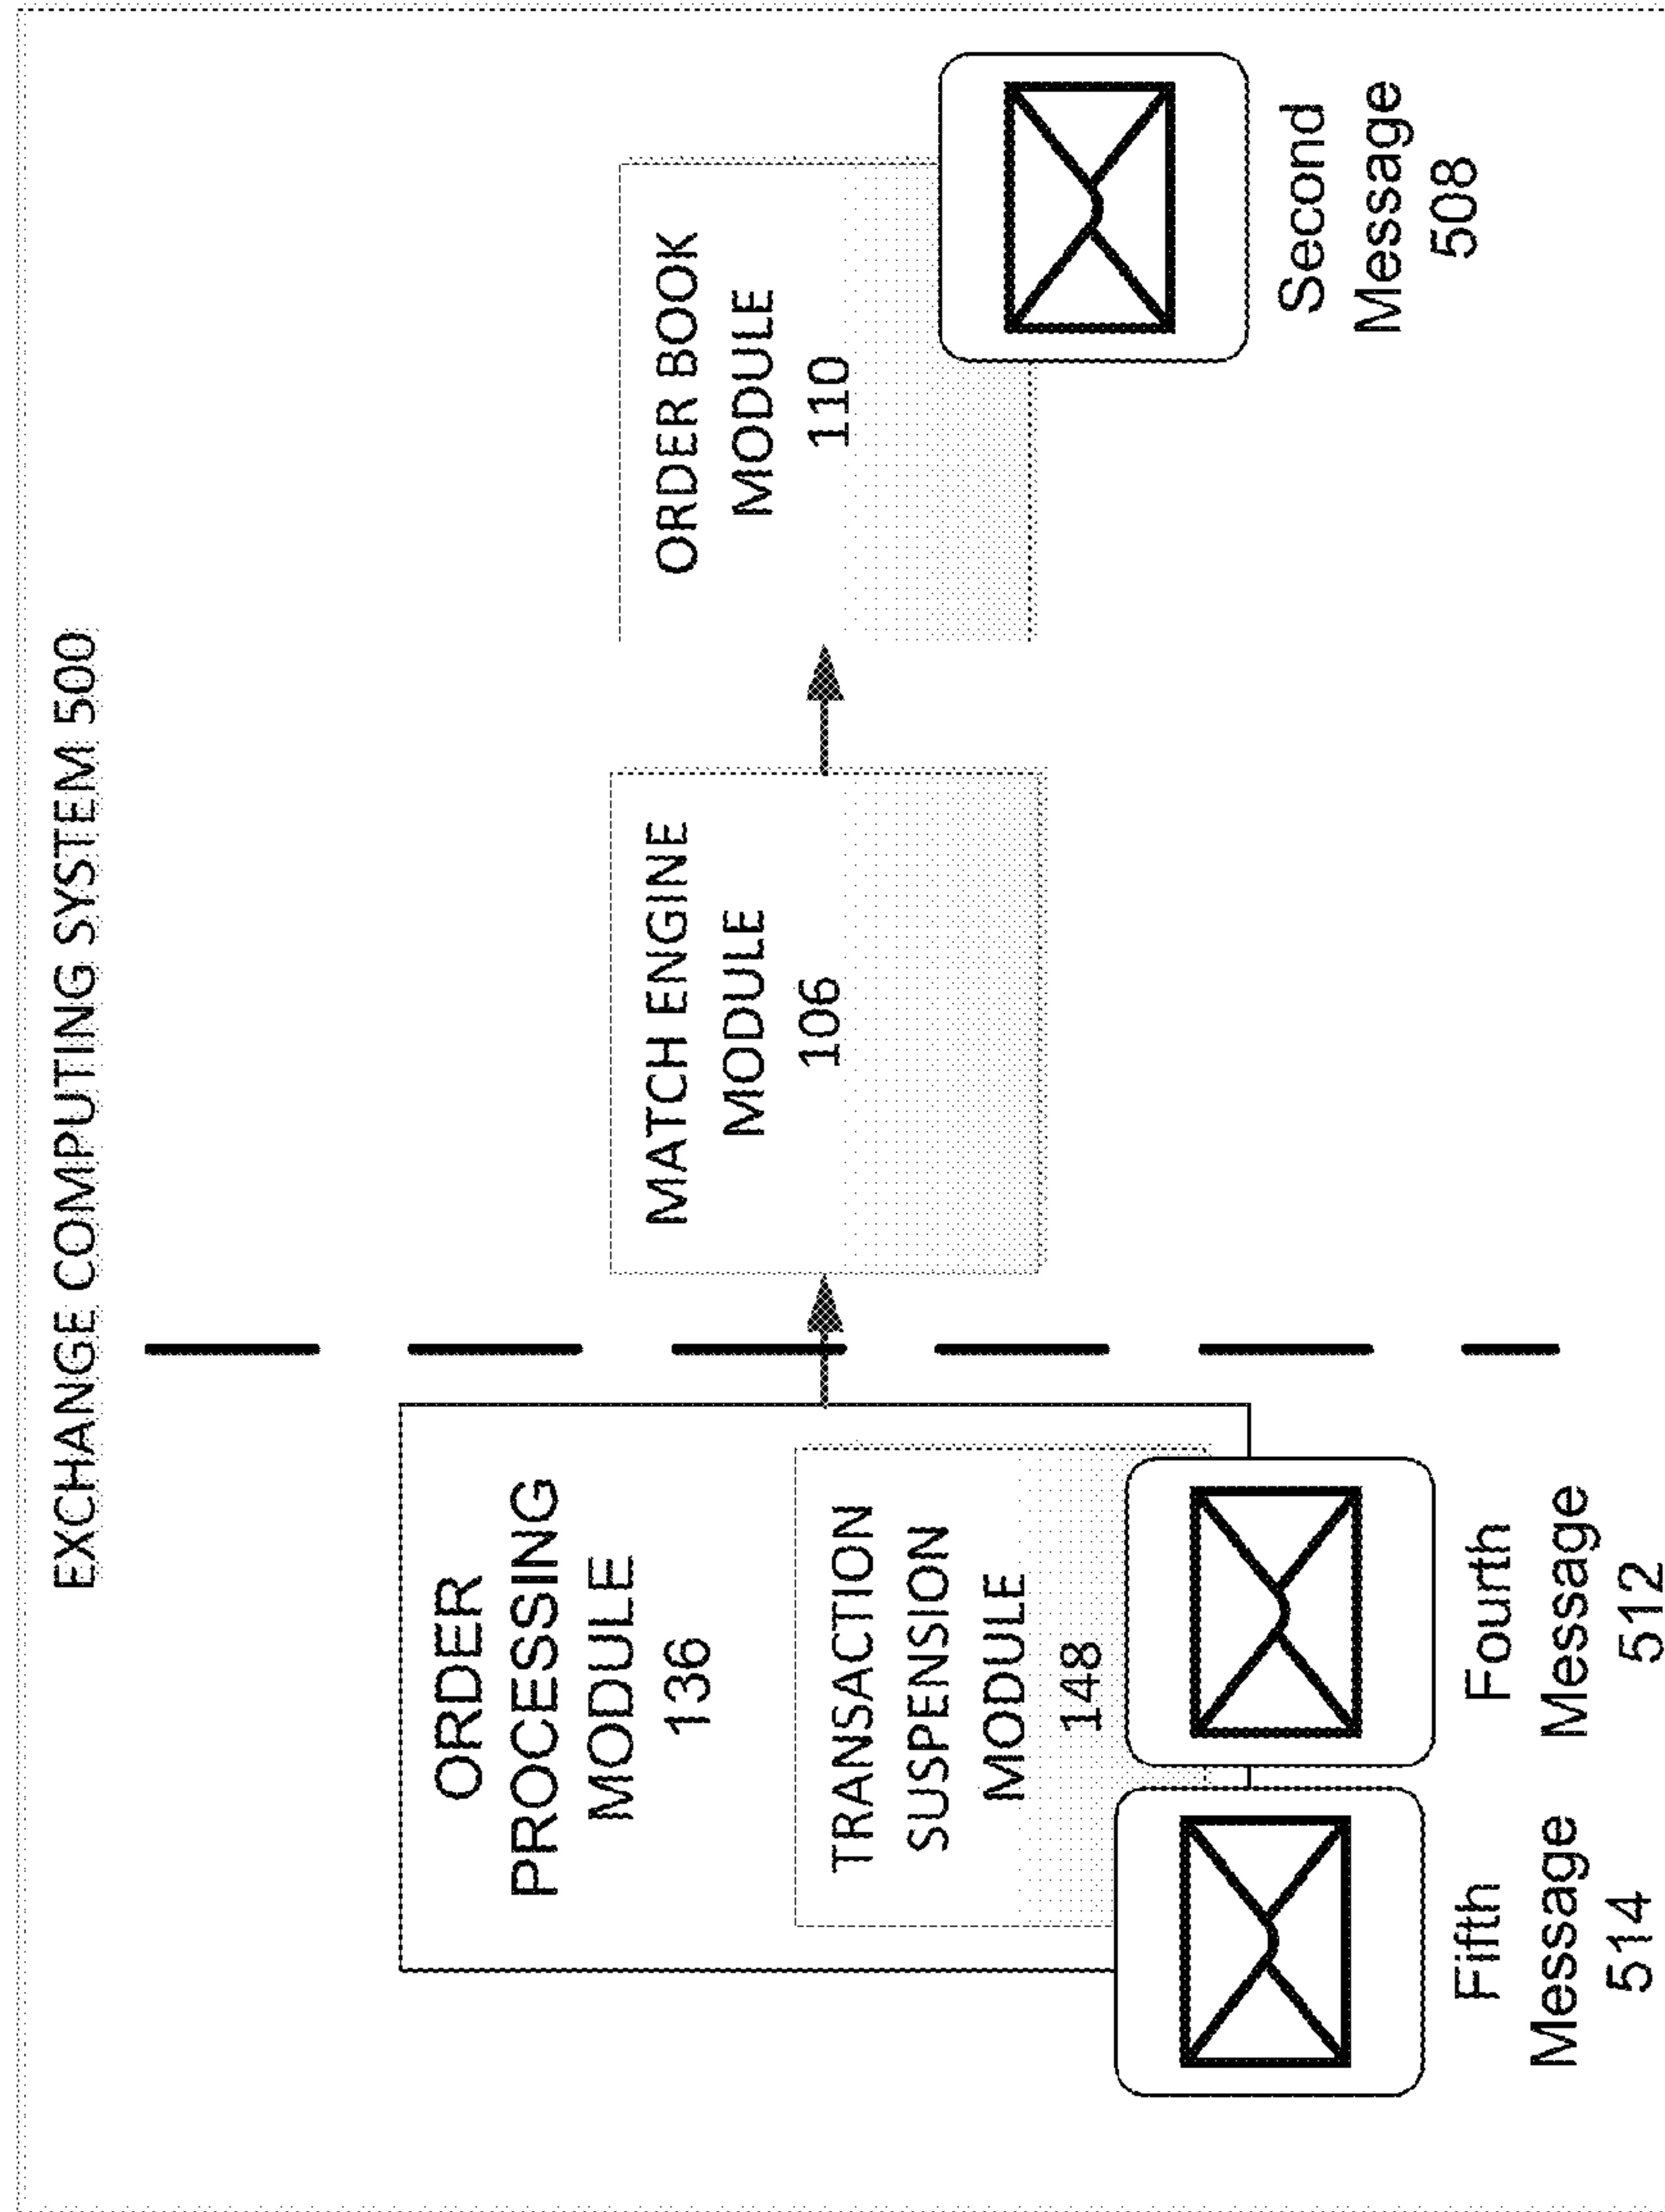 EXCHANGE COMPUTING SYSTEM 500
ORDER
PROCESSING
MODULE
136
TRANSACTION
SUSPENSION
MODULE
148
Fifth
Message
514
Fourth
Message
512
MATCH ENGINE
MODULE
106
ORDER BOOK
MODULE
110
Second
Message
508